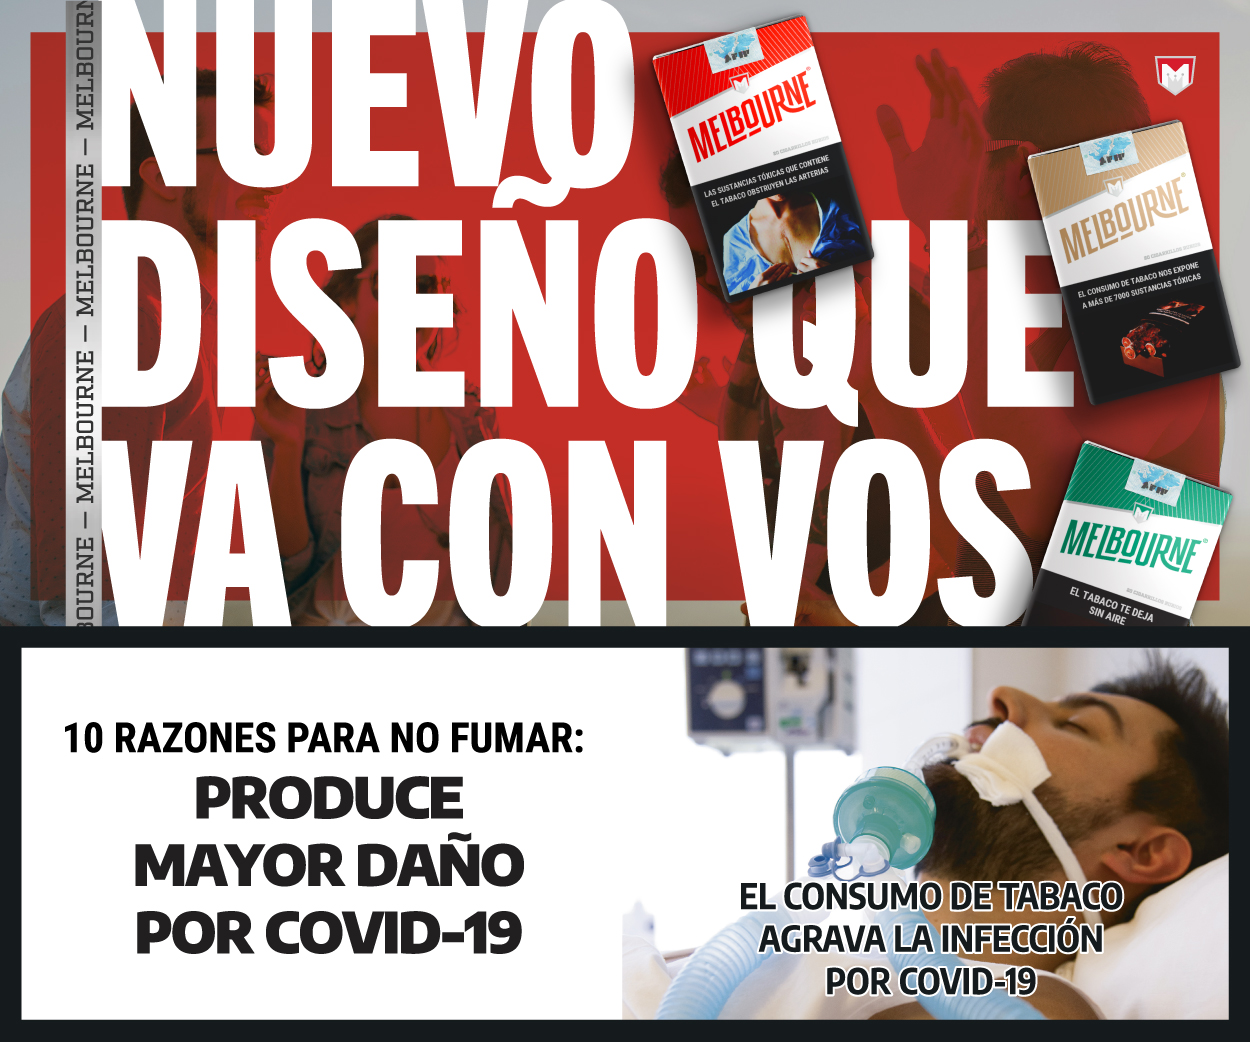 NUEVO
DISEÑO QUE
VA CON VOS
MELBOURNE — MELBOURNE — MELBOURNE — MELBOURNE
MELBOURNE
LAS SUSTANCIAS TÓXICAS QUE CONTIENE
EL TABACO OBSTRUYEN LAS ARTERIAS
MELBOURNE
EL CONSUMO DE TABACO NOS EXPONE
A MÁS DE 7000 SUSTANCIAS TÓXICAS
MELBOURNE
EL TABACO TE DEJA
SIN AIRE
10 RAZONES PARA NO FUMAR:
PRODUCE
MAYOR DAÑO
POR COVID-19
EL CONSUMO DE TABACO
AGRAVA LA INFECCIÓN
POR COVID-19